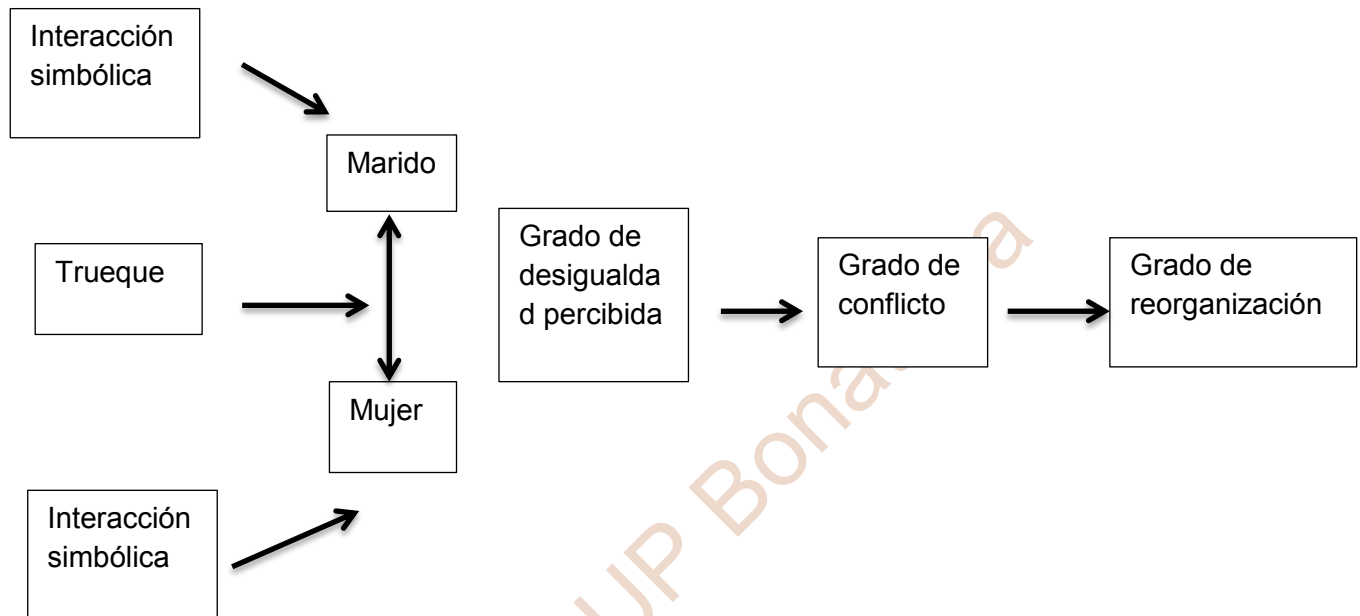 Interacción
simbólica
Marido
Trueque
Grado de
desigualda
d percibida
Grado de
conflicto
Grado de
reorganización
Mujer
Interacción
simbólica